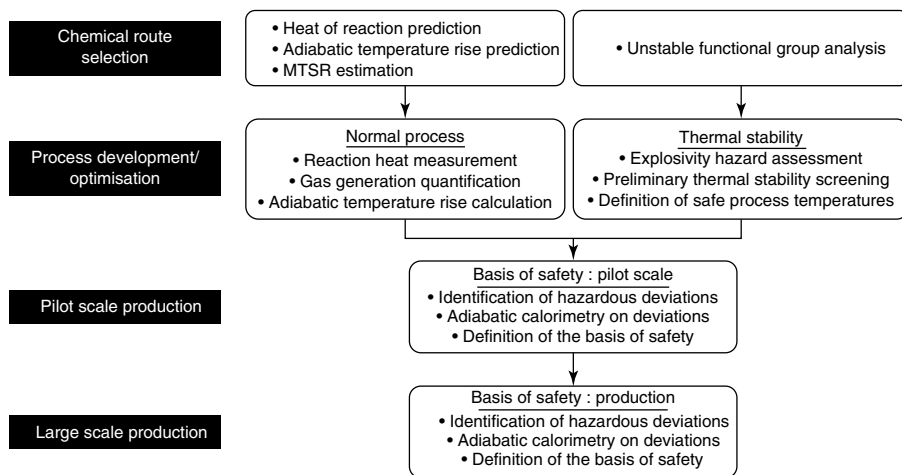 Chemical route
selection
• Heat of reaction prediction
• Adiabatic temperature rise prediction
• MTSR estimation
• Unstable functional group analysis
Process development/
optimisation
Normal process
• Reaction heat measurement
• Gas generation quantification
• Adiabatic temperature rise calculation
Thermal stability
• Explosivity hazard assessment
• Preliminary thermal stability screening
• Definition of safe process temperatures
Pilot scale production
Basis of safety : pilot scale
• Identification of hazardous deviations
• Adiabatic calorimetry on deviations
• Definition of the basis of safety
Large scale production
Basis of safety : production
• Identification of hazardous deviations
• Adiabatic calorimetry on deviations
• Definition of the basis of safety